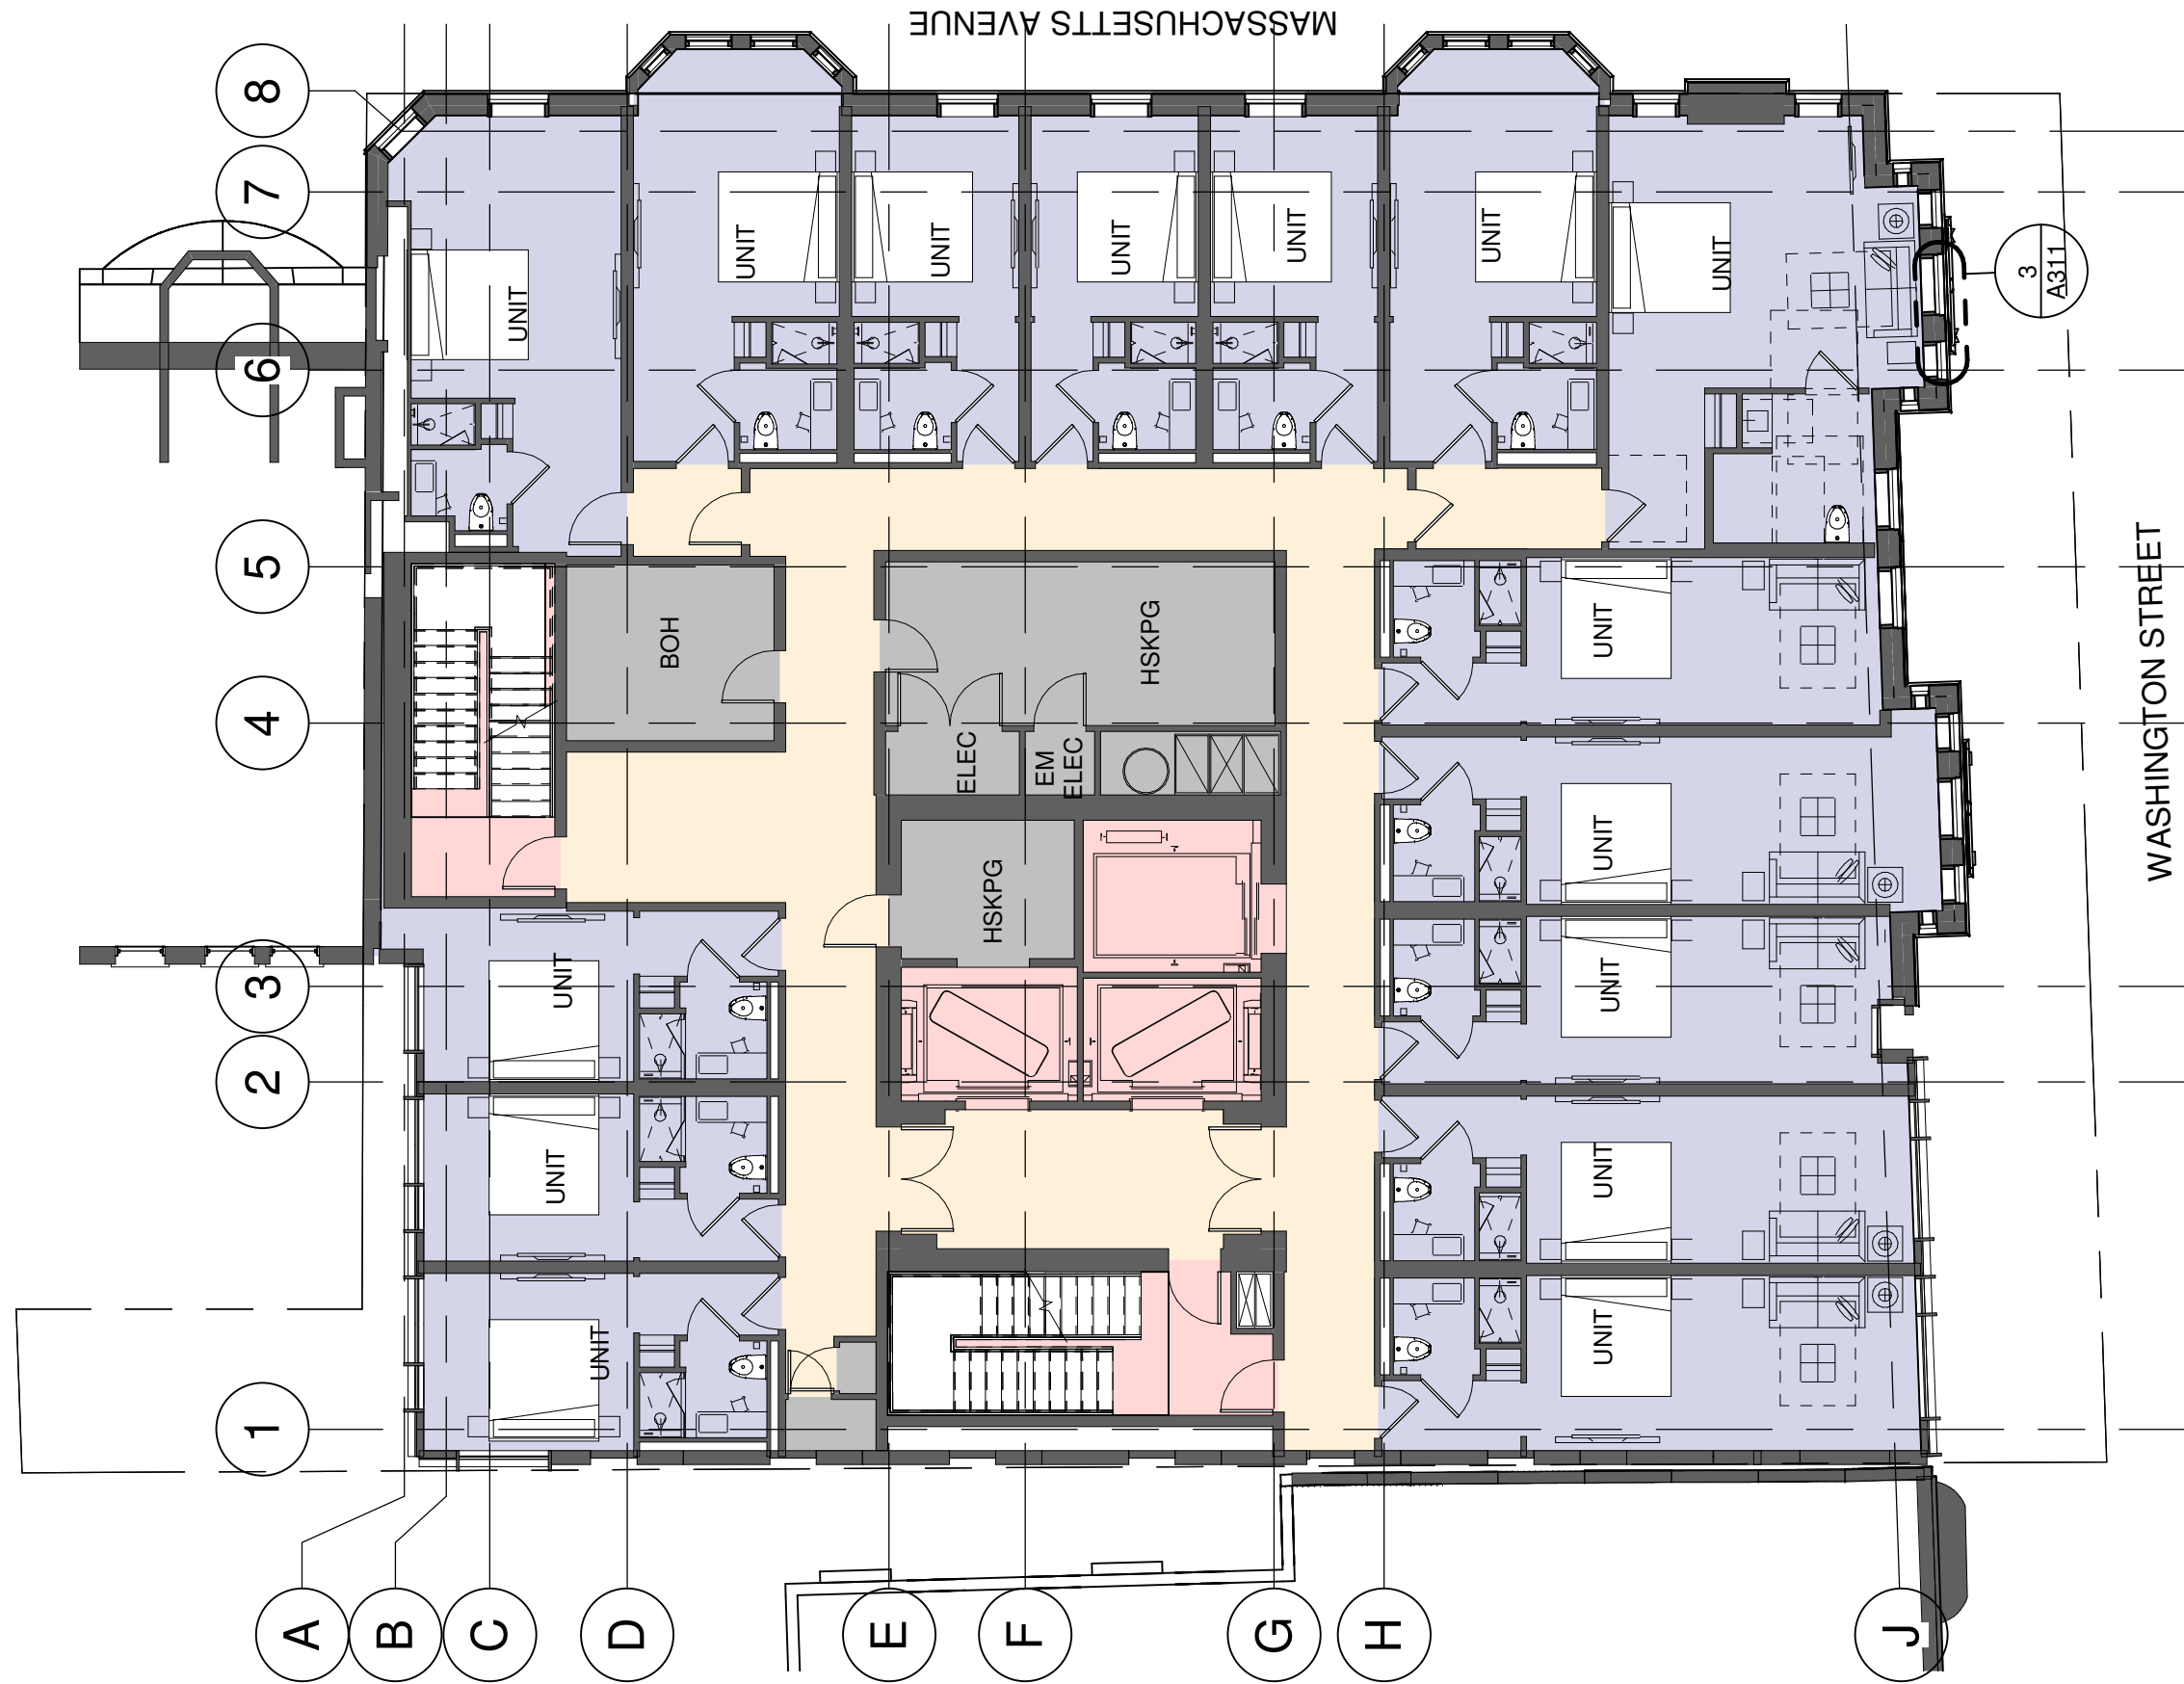 MASSACHUSETTS AVENUE
8
7
6
5
4
3
2
1
UNIT
UNIT
UNIT
UNIT
UNIT
UNIT
UNIT
3
A311
BOH
HSKPG
UNIT
ELEC
EM
ELEC
UNIT
HSKPG
UNIT
UNIT
UNIT
UNIT
UNIT
UNIT
WASHINGTON STREET
A
B
C
D
E
F
G
H
J